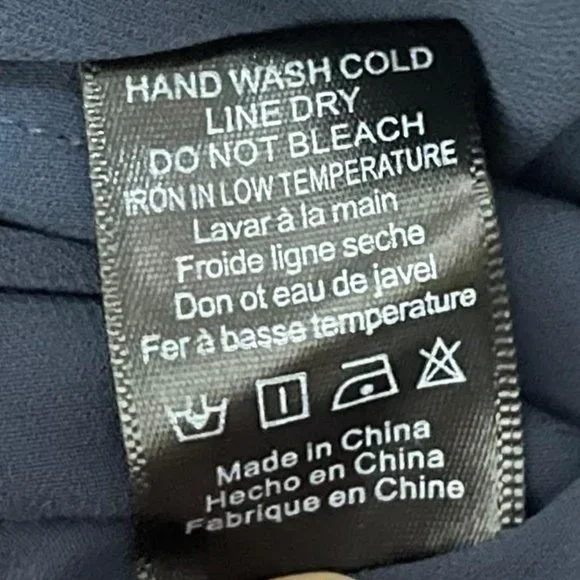 HAND WASH COLD
LINE DRY
DO NOT BLEACH
IRON IN LOW TEMPERATURE
Lavar à la main
Froide ligne seche
Don ot eau de javel
Fer à basse temperature
Made in China
Hecho en China
Fabrique en Chine